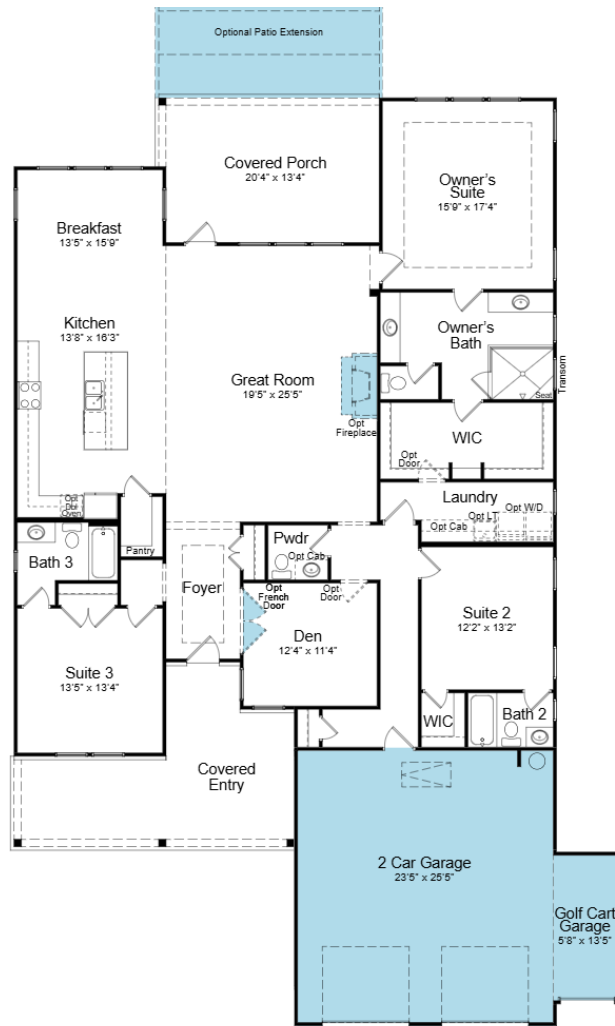 Optional Patio Extension
Covered Porch
20'4" x 13'4"
Owner's
Suite
15'9" x 17'4"
Breakfast
13'5" x 15'9"
Kitchen
13'8" x 16'3"
Great Room
19'5" x 25'5"
Opt
Fireplace
Owner's
Bath
Transom
Seat
WIC
Opt
Door
Laundry
Opt W/D
Opt LT
Opt Cab
Opt
Dbl
Oven
Pantry
Bath 3
Foyer
Pwdr
Opt Cab
Opt
French
Door
Opt
Door
Den
12'4" x 11'4"
Suite 2
12'2" x 13'2"
Suite 3
13'5" x 13'4"
WIC
Bath 2
Covered
Entry
2 Car Garage
23'5" x 25'5"
Golf Cart
Garage
5'8" x 13'5"